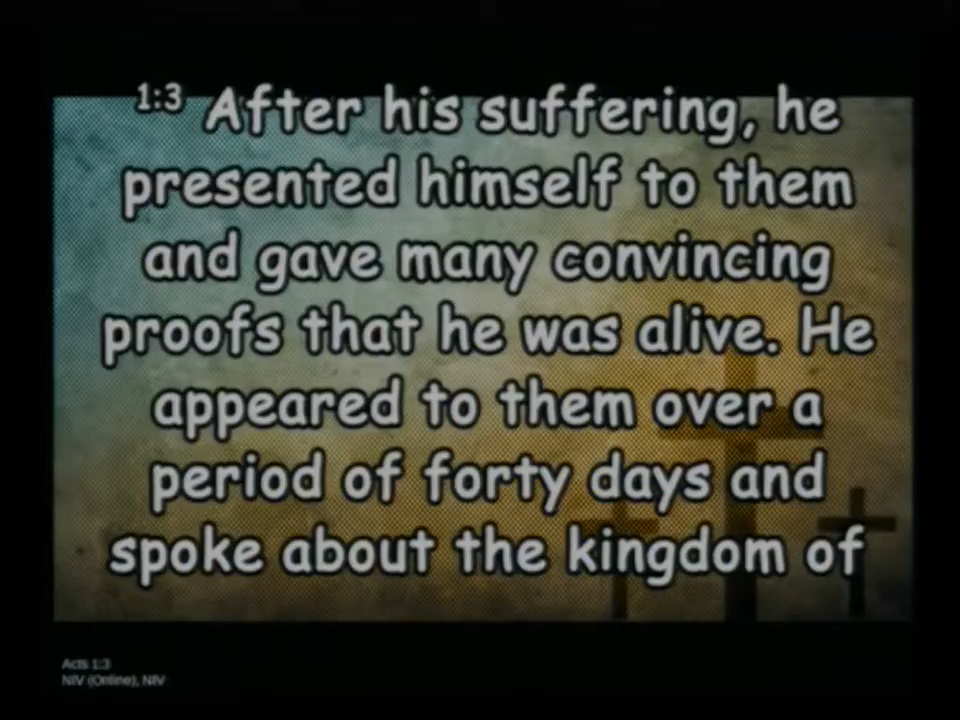 1:3 After his suffering, he
presented himself to them
and gave many convincing
proofs that he was alive. He
appeared to them over a
period of forty days and
spoke about the kingdom of
Acts 1:3
NIV (Online), NIV